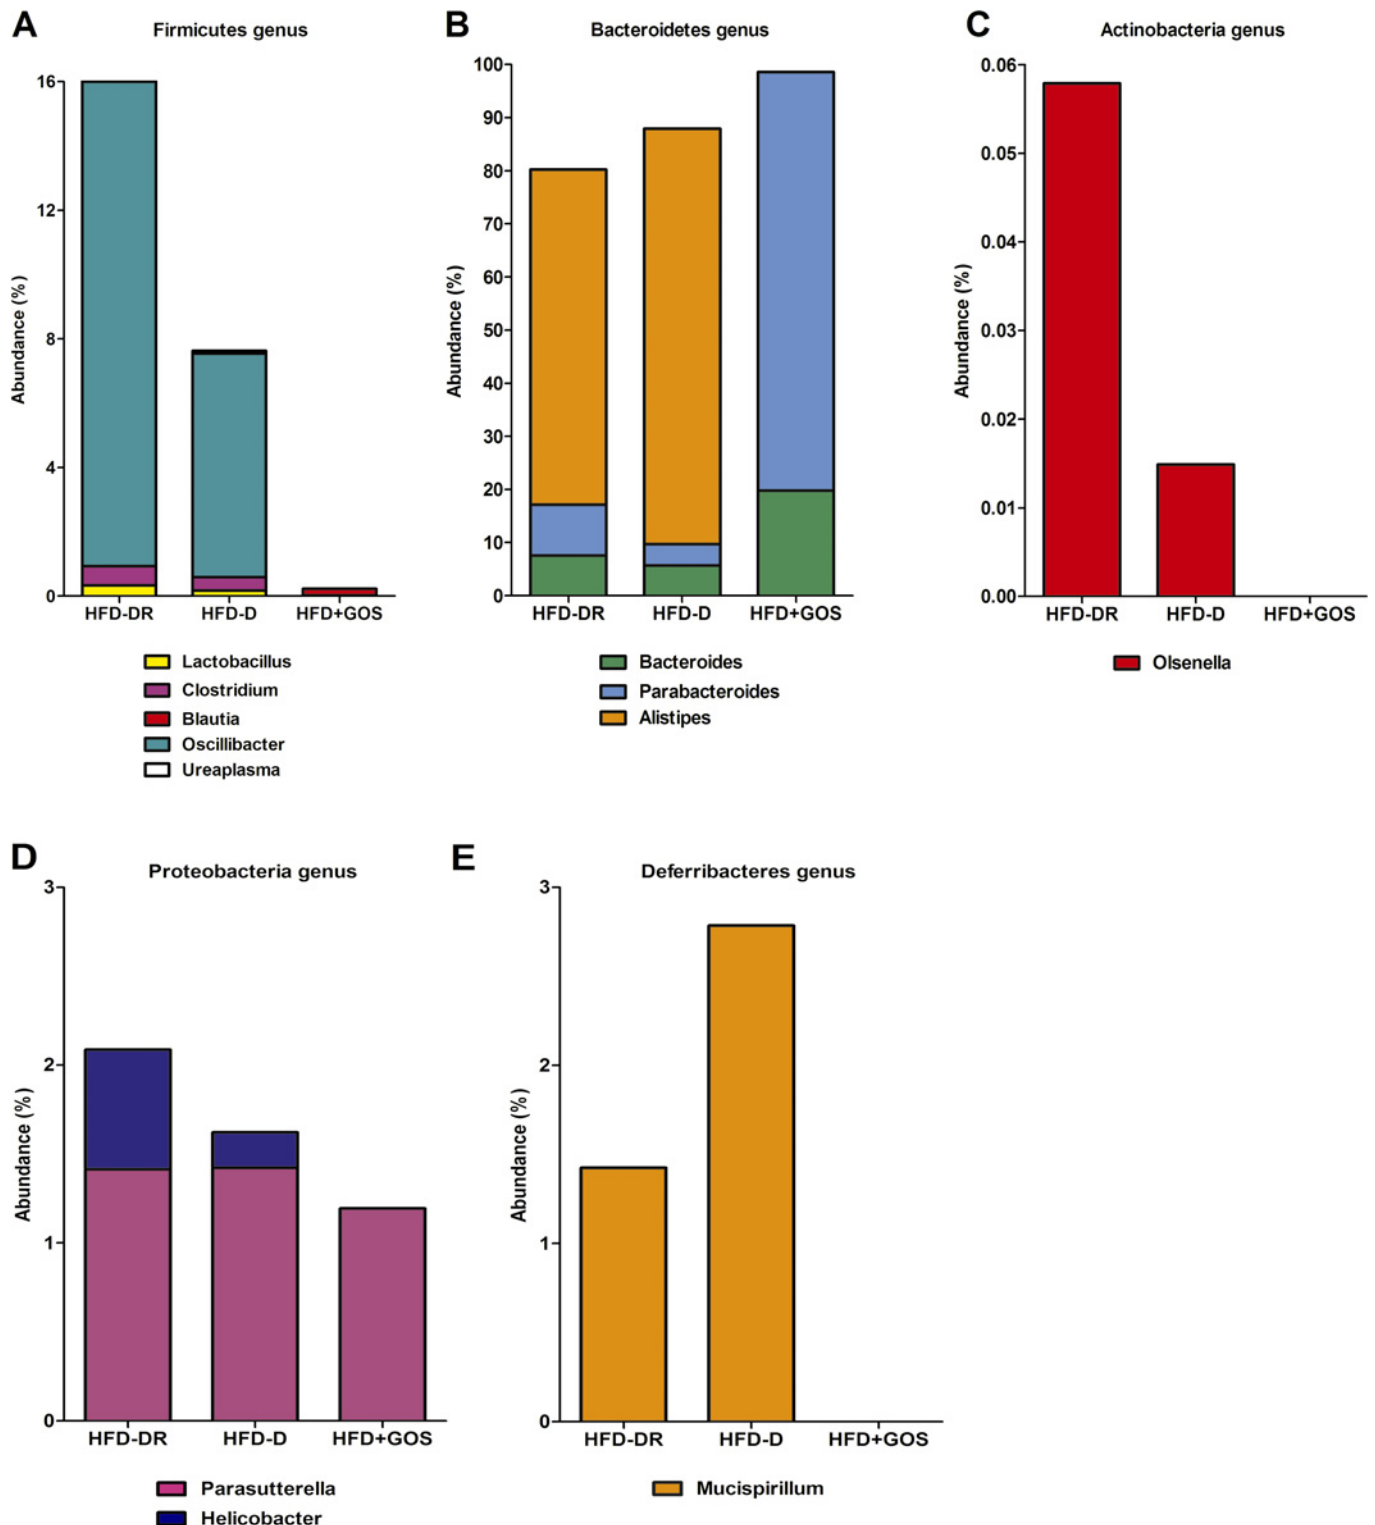 A
Firmicutes genus
Abundance (%)
16
12
8
4
0
HFD-DR HFD-D HFD+GOS
Lactobacillus
Clostridium
Blautia
Oscillibacter
Ureaplasma
B
Bacteroidetes genus
Abundance (%)
100
90
80
70
60
50
40
30
20
10
0
HFD-DR HFD-D HFD+GOS
Bacteroides
Parabacteroides
Alistipes
C
Actinobacteria genus
Abundance (%)
0.06
0.05
0.04
0.03
0.02
0.01
0.00
HFD-DR HFD-D HFD+GOS
Olsenella
D
Proteobacteria genus
Abundance (%)
3
2
1
0
HFD-DR HFD-D HFD+GOS
Parasutterella
Helicobacter
E
Deferribacteres genus
Abundance (%)
3
2
1
0
HFD-DR HFD-D HFD+GOS
Mucispirillum